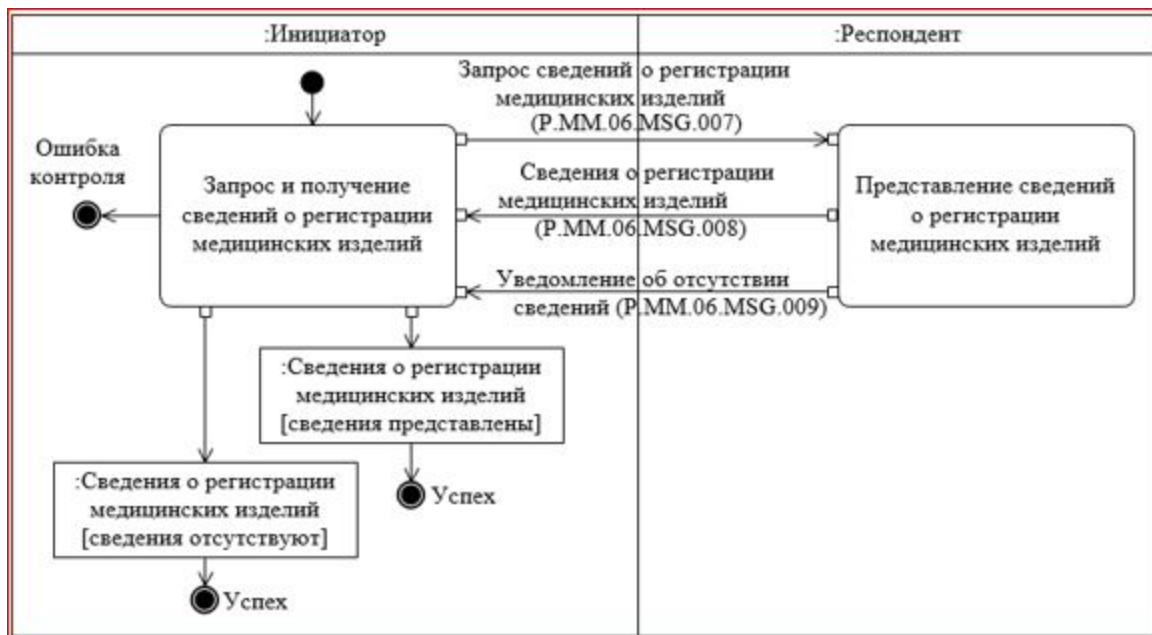 :Инициатор
:Респондент
Запрос сведений о регистрации
медицинских изделий
(P.MM.06.MSG.007)
Ошибка
контроля
Запрос и получение
сведений о регистрации
медицинских изделий
Сведения о регистрации
медицинских изделий
(P.MM.06.MSG.008)
Представление сведений
о регистрации
медицинских изделий
Уведомление об отсутствии
сведений (P.MM.06.MSG.009)
:Сведения о регистрации
медицинских изделий
[сведения представлены]
Успех
:Сведения о регистрации
медицинских изделий
[сведения отсутствуют]
Успех